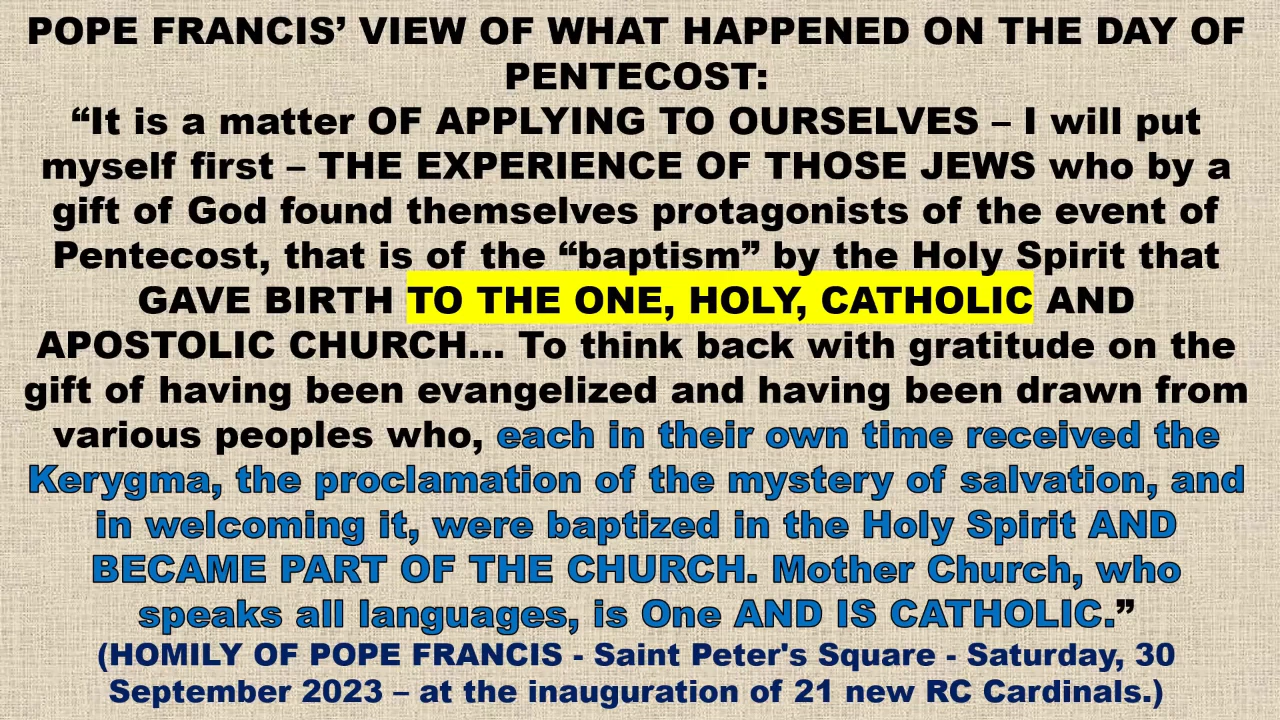 POPE FRANCIS’ VIEW OF WHAT HAPPENED ON THE DAY OF
PENTECOST:
“It is a matter OF APPLYING TO OURSELVES – I will put
myself first – THE EXPERIENCE OF THOSE JEWS who by a
gift of God found themselves protagonists of the event of
Pentecost, that is of the “baptism” by the Holy Spirit that
GAVE BIRTH TO THE ONE, HOLY, CATHOLIC AND
APOSTOLIC CHURCH… To think back with gratitude on the
gift of having been evangelized and having been drawn from
various peoples who, each in their own time received the
Kerygma, the proclamation of the mystery of salvation, and
in welcoming it, were baptized in the Holy Spirit AND
BECAME PART OF THE CHURCH. Mother Church, who
speaks all languages, is One AND IS CATHOLIC.”
(HOMILY OF POPE FRANCIS - Saint Peter's Square - Saturday, 30
September 2023 – at the inauguration of 21 new RC Cardinals.)